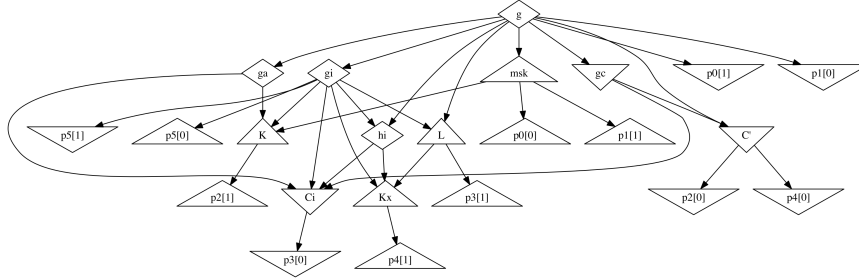 g
ga
gi
msk
gc
p0[1]
p1[0]
p5[1]
p5[0]
K
hi
L
p0[0]
p1[1]
C'
p2[1]
Ci
Kx
p3[1]
p2[0]
p4[0]
p3[0]
p4[1]